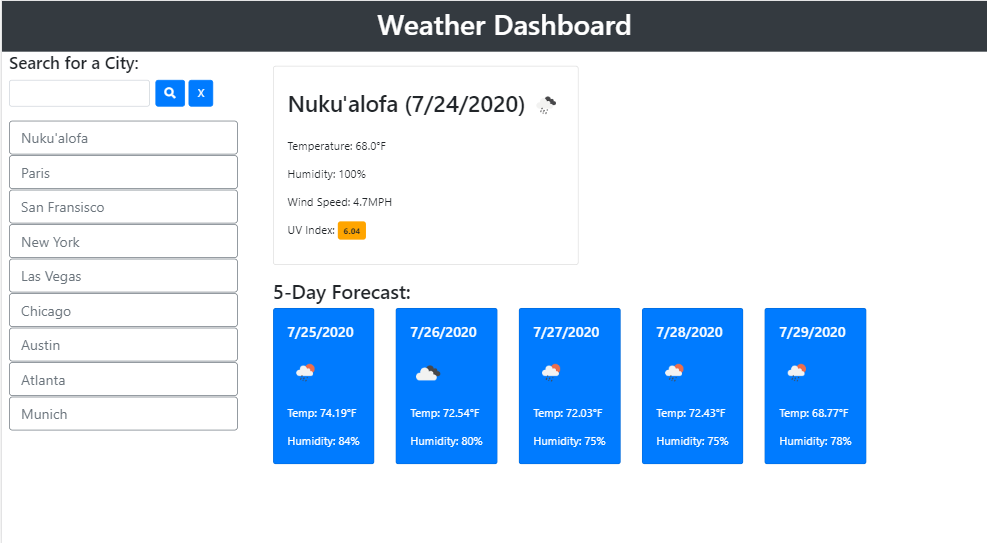 Weather Dashboard
Search for a City:
X
Nuku'alofa
Paris
San Fransisco
New York
Las Vegas
Chicago
Austin
Atlanta
Munich
Nuku'alofa (7/24/2020)
Temperature: 68.0°F
Humidity: 100%
Wind Speed: 4.7MPH
UV Index: 6.04
5-Day Forecast:
7/25/2020
Temp: 74.19°F
Humidity: 84%
7/26/2020
Temp: 72.54°F
Humidity: 80%
7/27/2020
Temp: 72.03°F
Humidity: 75%
7/28/2020
Temp: 72.43°F
Humidity: 75%
7/29/2020
Temp: 68.77°F
Humidity: 78%